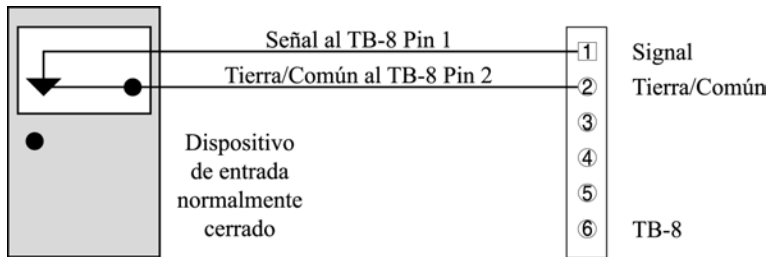 Señal al TB-8 Pin 1
Tierra/Común al TB-8 Pin 2
Dispositivo
de entrada
normalmente
cerrado
1 Signal
2 Tierra/Común
3
4
5
6 TB-8